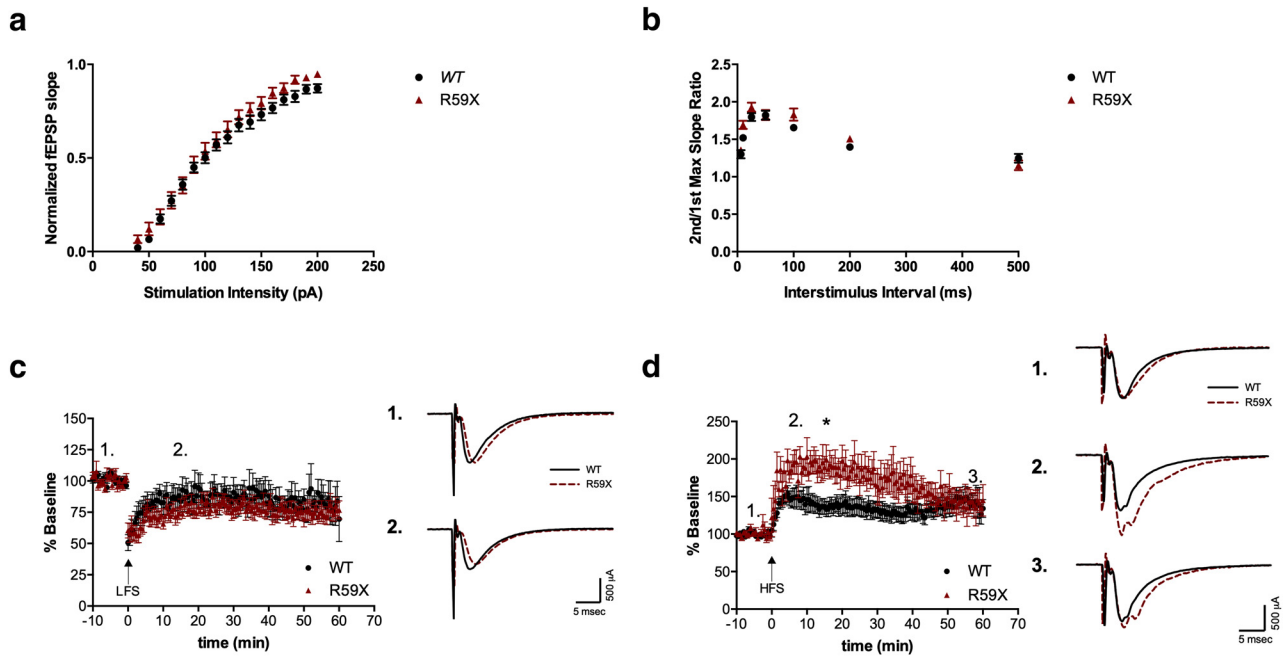 a
Normalized fEPSP slope
1.0
0.5
0.0
0 50 100 150 200 250
Stimulation Intensity (pA)
WT
R59X
b
2nd/1st Max Slope Ratio
2.5
2.0
1.5
1.0
0.5
0.0
0 100 200 300 400 500
Interstimulus Interval (ms)
WT
R59X
c
% Baseline
150
125
100
75
50
25
0
-10 0 10 20 30 40 50 60 70
time (min)
1. 2.
LFS
WT
R59X
1.
WT
R59X
2.
500 µA
5 msec
d
% Baseline
250
200
150
100
50
0
-10 0 10 20 30 40 50 60 70
time (min)
2. *
1.
3.
HFS
WT
R59X
1.
WT
R59X
2.
3.
500 µA
5 msec